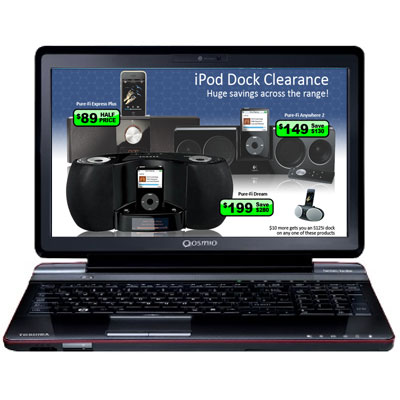 iPod Dock Clearance
Huge savings across the range!
Pure-Fi Express Plus
$89 HALF PRICE
Pure-Fi Anywhere 2
$149 Save $130
Pure-Fi Dream
$199 Save $280
$10 more gets you an S125i dock
on any one of these products
QOSMIO
TOSHIBA